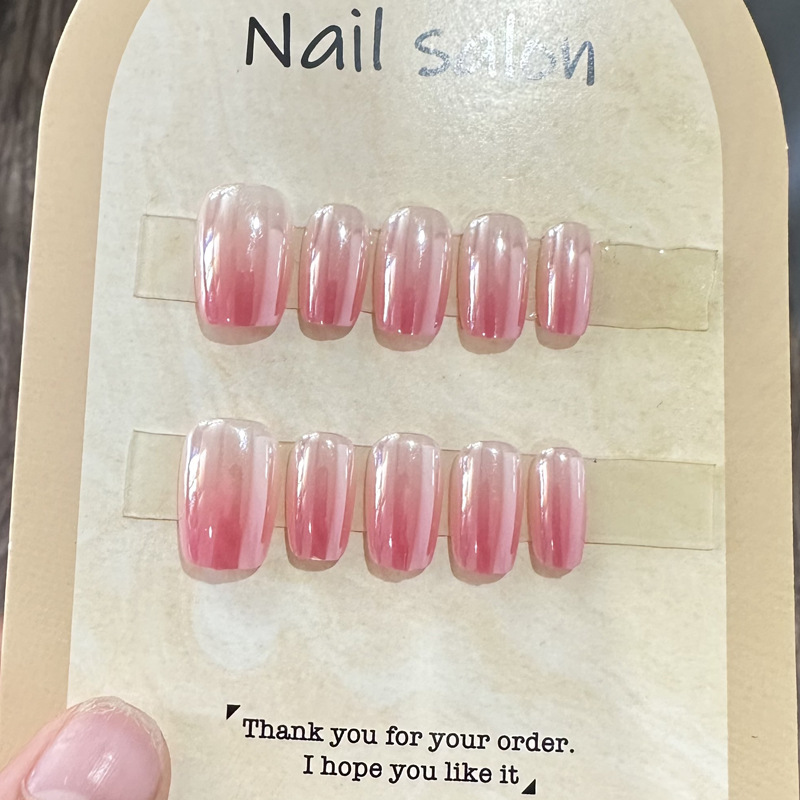 Nail salon
Thank you for your order.
I hope you like it